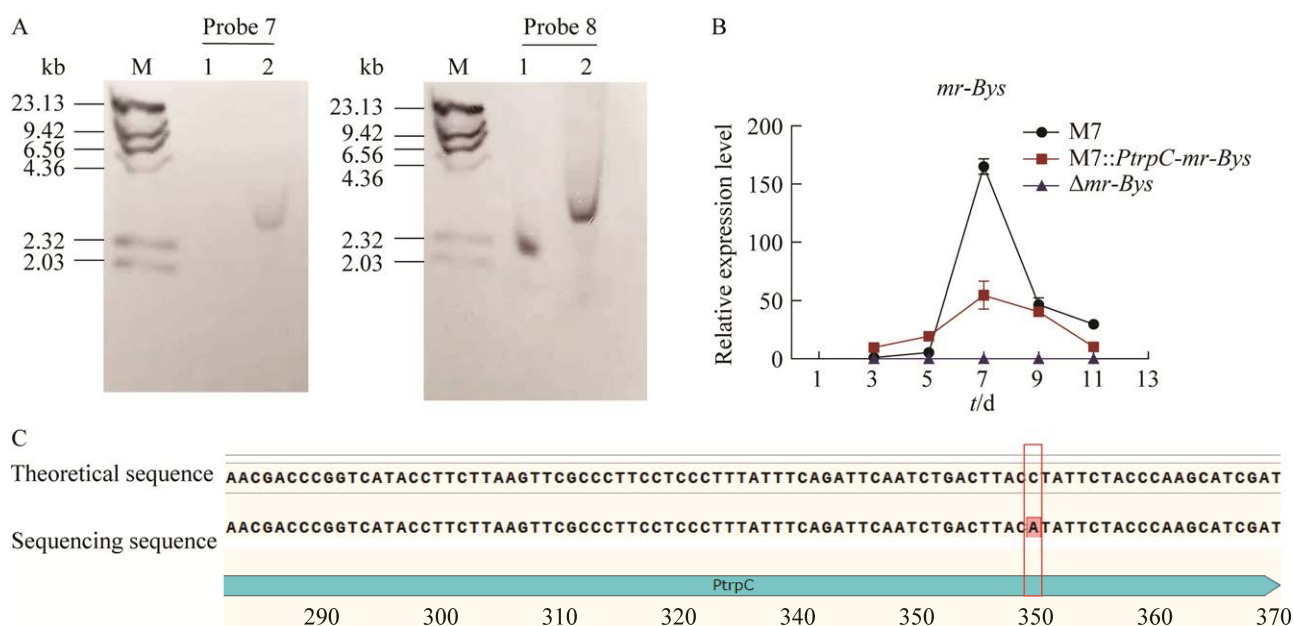 A
Probe 7
Probe 8
kb M 1 2
kb M 1 2
23.13
9.42
6.56
4.36
2.32
2.03
23.13
9.42
6.56
4.36
2.32
2.03
B
mr-Bys
M7
M7::PtrpC-mr-Bys
Δmr-Bys
Relative expression level
200
150
100
50
0
1 3 5 7 9 11 13
t/d
C
Theoretical sequence AACGACCCGGTCATACCTTCTTAAGTTCGCCCTTCCTCCCTTTATTTCAGATTCAATCTGACTTACCTATTCTACCCAAGCATCGAT
Sequencing sequence AACGACCCGGTCATACCTTCTTAAGTTCGCCCTTCCTCCCTTTATTTCAGATTCAATCTGACTTACATATTCTACCCAAGCATCGAT
PtrpC
290 300 310 320 340 350 350 360 370